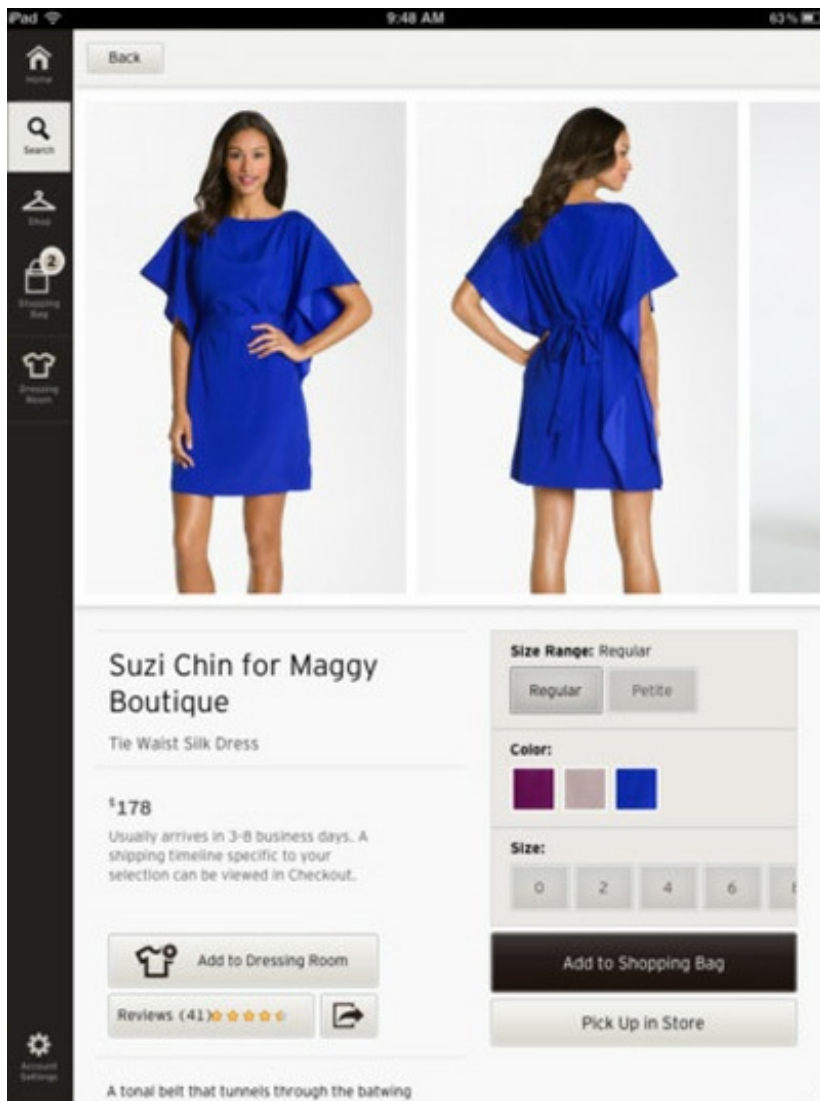 iPad 9:48 AM 63%
Home
Back
Search
Shop
2
Shopping
Bag
Dressing
Room
Suzi Chin for Maggy
Boutique
Tie Waist Silk Dress
$178
Usually arrives in 3-8 business days. A
shipping timeline specific to your
selection can be viewed in Checkout.
Add to Dressing Room
Reviews (41)
Size Range: Regular
Regular Petite
Color:
Size:
0 2 4 6
Add to Shopping Bag
Pick Up in Store
Account
Settings
A tonal belt that tunnels through the batwing